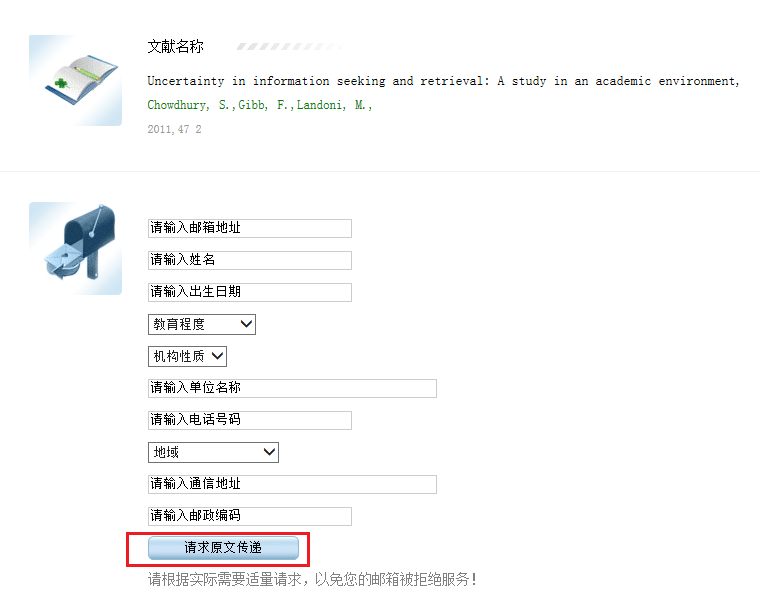 文献名称
Uncertainty in information seeking and retrieval: A study in an academic environment,
Chowdhury, S.,Gibb, F.,Landoni, M.,
2011,47 2
请输入邮箱地址
请输入姓名
请输入出生日期
教育程度
机构性质
请输入单位名称
请输入电话号码
地域
请输入通信地址
请输入邮政编码
请求原文传递
请根据实际需要适量请求，以免您的邮箱被拒绝服务！